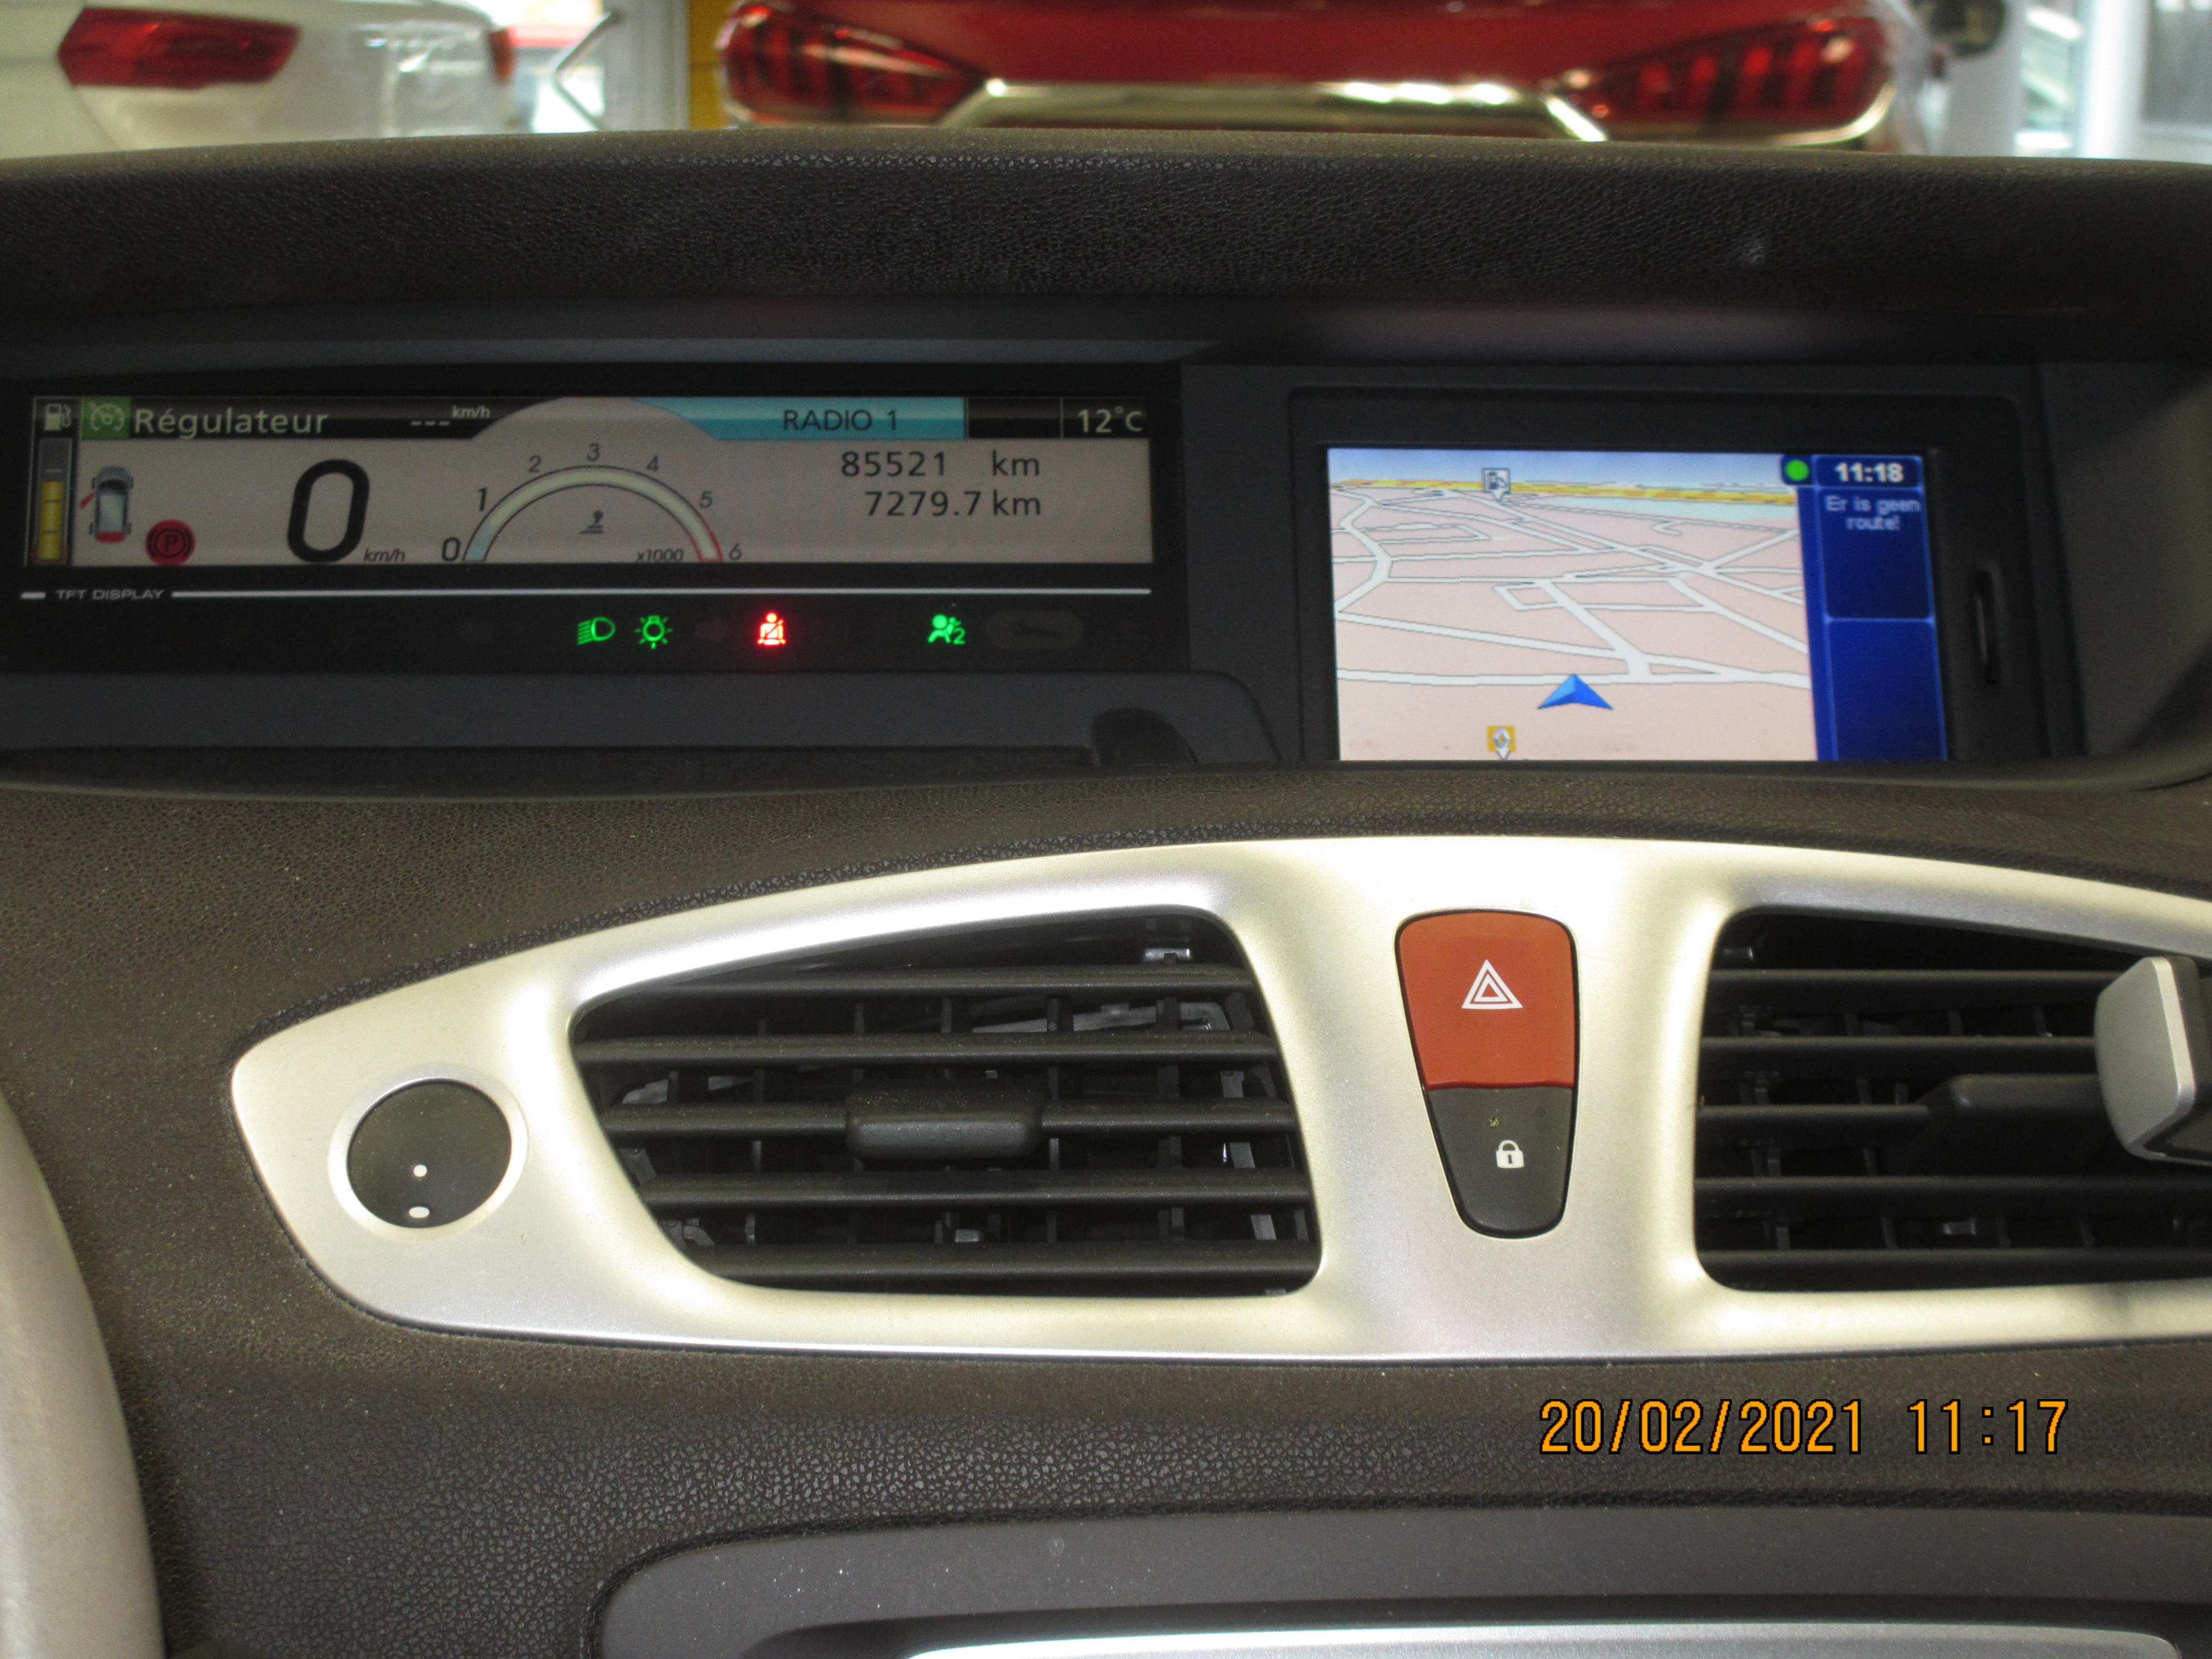 Régulateur --- km/h
RADIO 1
12°C
85521 km
7279.7 km
0 km/h
0 1 2 3 4 5 6
x1000
P
TFT DISPLAY
2
11:18
Er is geen
route!
20/02/2021 11:17